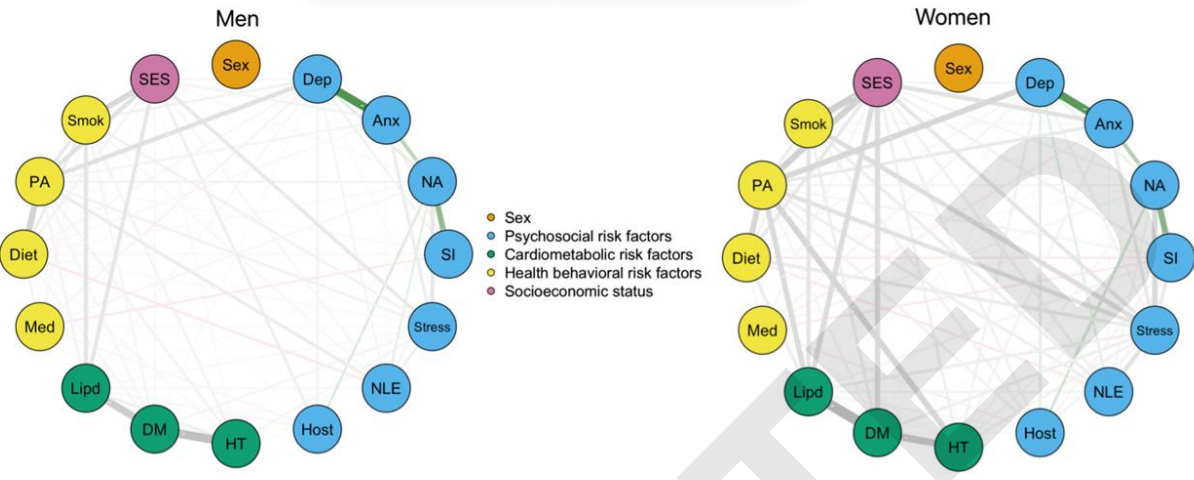 Men
Sex
SES
Dep
Smok
Anx
PA
NA
Diet
SI
Med
Stress
Lipd
NLE
DM
HT
Host
Sex
Psychosocial risk factors
Cardiometabolic risk factors
Health behavioral risk factors
Socioeconomic status
Women
Sex
SES
Dep
Smok
Anx
PA
NA
Diet
SI
Med
Stress
Lipd
NLE
DM
HT
Host
TED